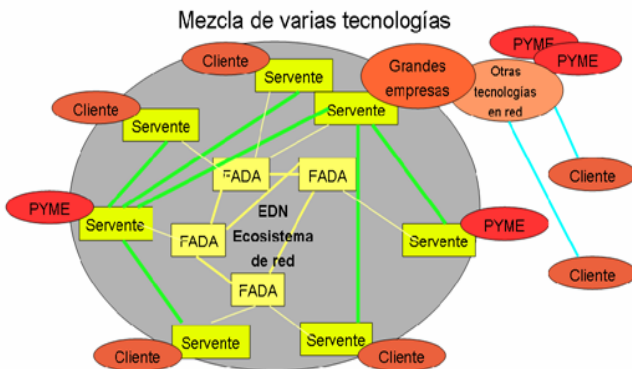 Mezcla de varias tecnologías
Cliente
Servente
Grandes
empresas
PYME
PYME
Otras
tecnologías
en red
Cliente
Servente
Servente
FADA
FADA
Cliente
PYME
Servente
EDN
Ecosistema
de red
FADA
PYME
Servente
FADA
Cliente
Servente
Cliente
Servente
Cliente